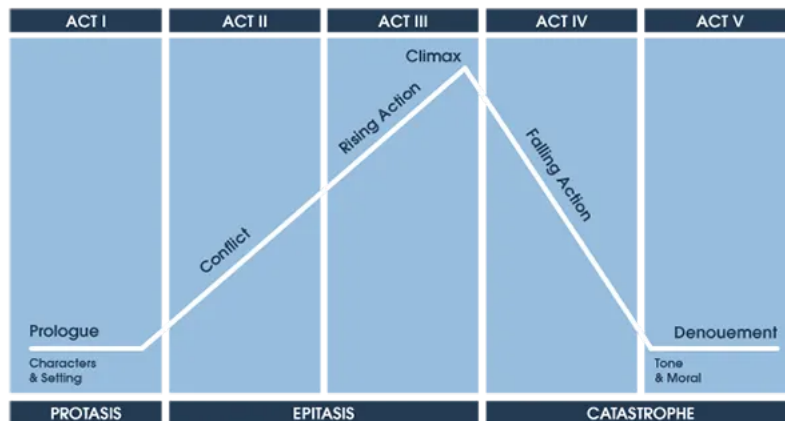 ACT I
ACT II
ACT III
ACT IV
ACT V
Climax
Rising Action
Falling Action
Conflict
Prologue
Characters
& Setting
Denouement
Tone
& Moral
PROTASIS
EPITASIS
CATASTROPHE